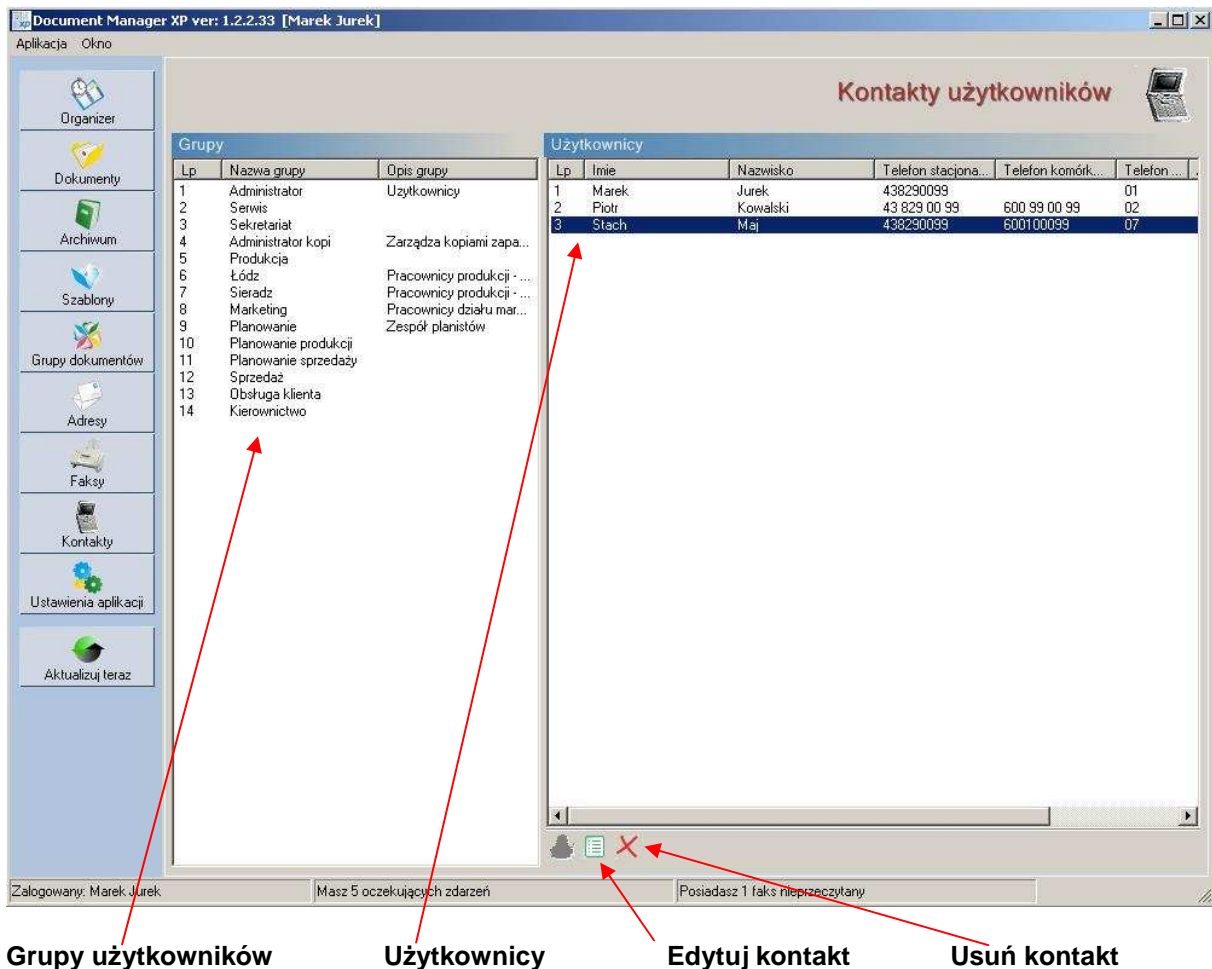 Document Manager XP ver: 1.2.2.33 [Marek Jurek]
Aplikacja Okno
Kontakty użytkowników
Organizer
Dokumenty
Archiwum
Szablony
Grupy dokumentów
Adresy
Faksy
Kontakty
Ustawienia aplikacji
Aktualizuj teraz
Grupy
Lp Nazwa grupy Opis grupy
1 Administrator Uzytkownicy
2 Serwis
3 Sekretariat
4 Administrator kopi Zarządza kopiami zapa...
5 Produkcja
6 Łódz Pracownicy produkcji - ...
7 Sieradz Pracownicy produkcji - ...
8 Marketing Pracownicy działu mar...
9 Planowanie Zespół planistów
10 Planowanie produkcji
11 Planowanie sprzedaży
12 Sprzedaż
13 Obsługa klienta
14 Kierownictwo
Użytkownicy
Lp Imie Nazwisko Telefon stacjona... Telefon komórk... Telefon ...
1 Marek Jurek 438290099 01
2 Piotr Kowalski 43 829 00 99 600 99 00 99 02
3 Stach Maj 438290099 600100099 07
Zalogowany: Marek Jurek Masz 5 oczekujących zdarzeń Posiadasz 1 faks nieprzeczytany
Grupy użytkowników Użytkownicy Edytuj kontakt Usuń kontakt